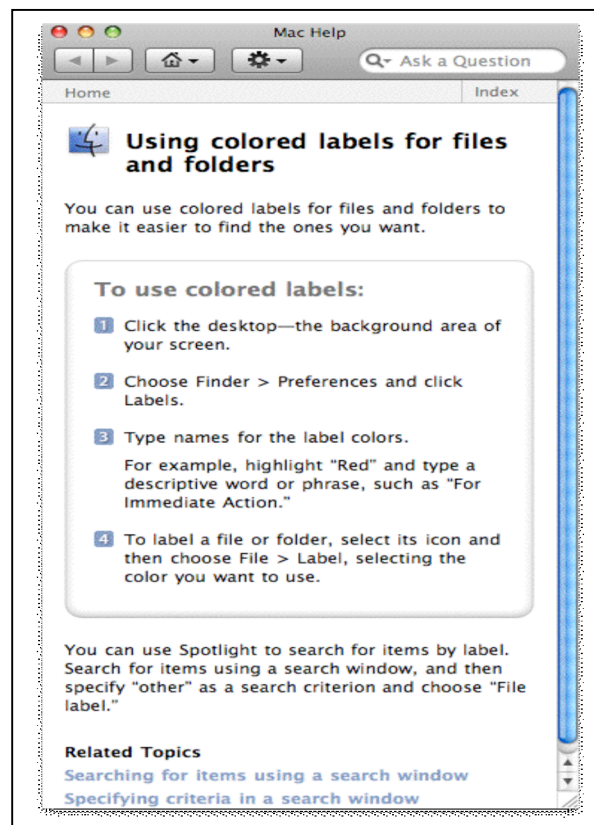 Mac Help
Ask a Question
Home
Index
Using colored labels for files
and folders
You can use colored labels for files and folders to
make it easier to find the ones you want.
To use colored labels:
1 Click the desktop—the background area of
your screen.
2 Choose Finder > Preferences and click
Labels.
3 Type names for the label colors.
For example, highlight “Red” and type a
descriptive word or phrase, such as “For
Immediate Action.”
4 To label a file or folder, select its icon and
then choose File > Label, selecting the
color you want to use.
You can use Spotlight to search for items by label.
Search for items using a search window, and then
specify “other” as a search criterion and choose “File
label.”
Related Topics
Searching for items using a search window
Specifying criteria in a search window